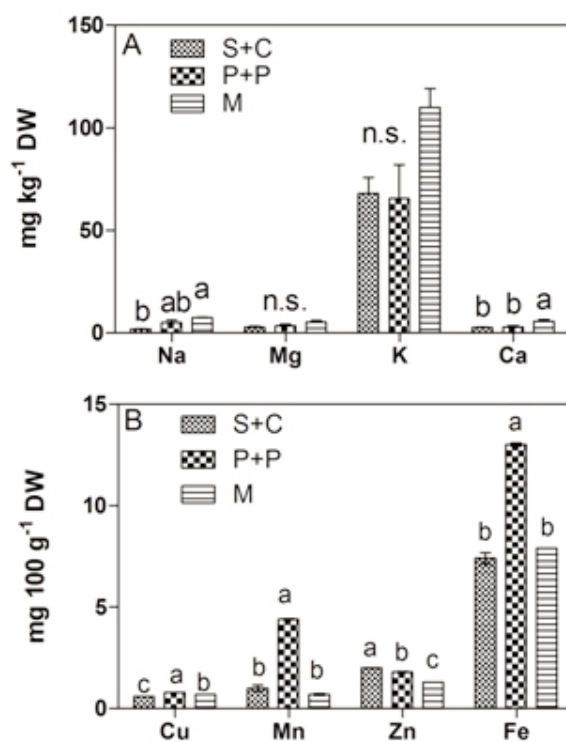 150
A
S+C
P+P
M
100
n.s.
mg kg⁻¹ DW
50
b ab a n.s. b b a
0
Na Mg K Ca
15
B
S+C
P+P
M
a
10
b b
mg 100 g⁻¹ DW
a
5
c a b b b a b c
0
Cu Mn Zn Fe